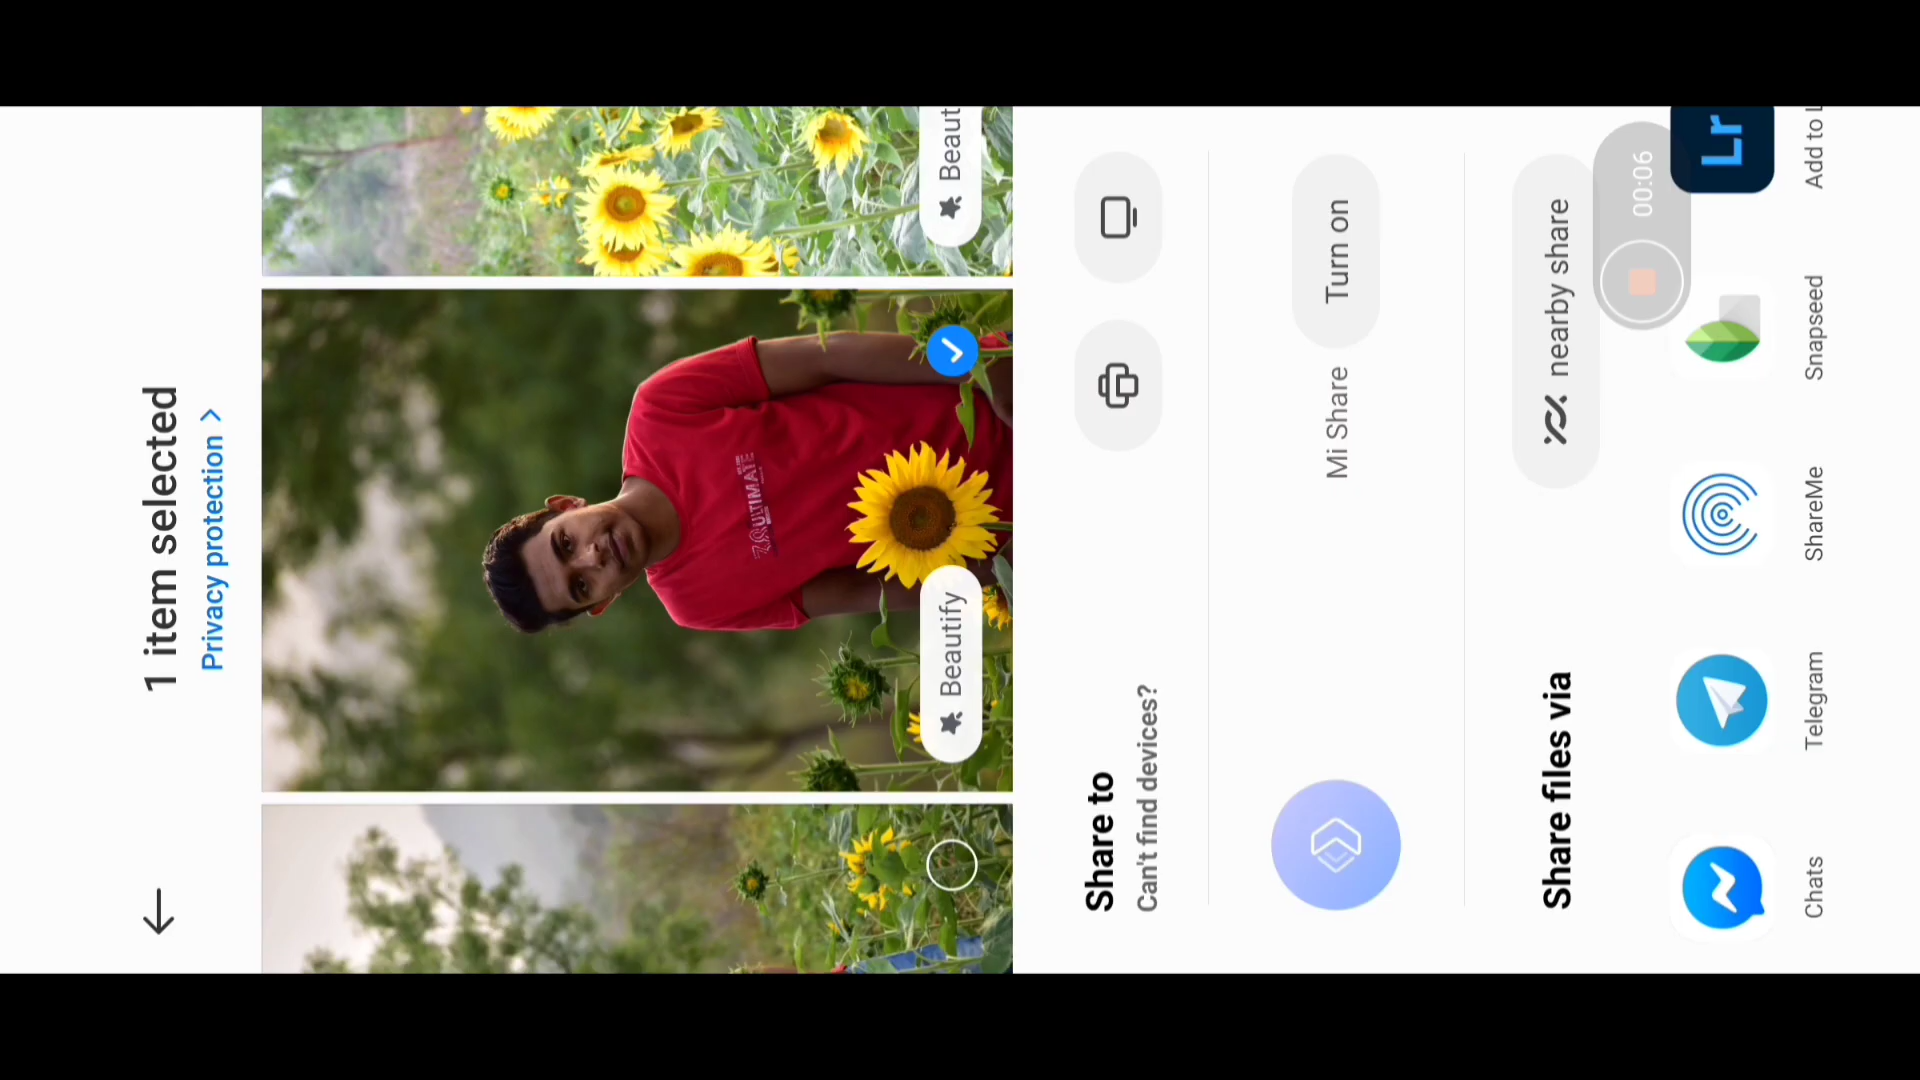 1 item selected
Privacy protection >
Beautify
Beaut
ULTIMATE
Share to
Can't find devices?
Mi Share
Turn on
Share files via
nearby share
00:06
Lr
Chats
Telegram
ShareMe
Snapseed
Add to L